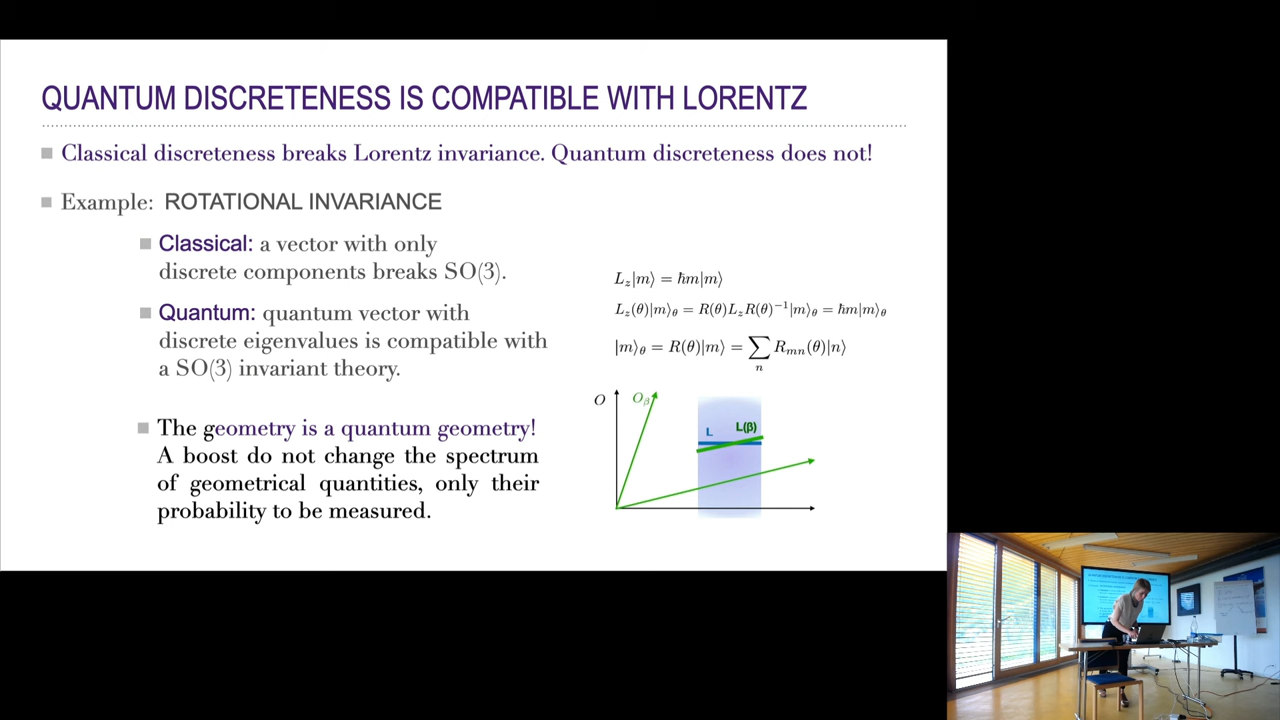 QUANTUM DISCRETENESS IS COMPATIBLE WITH LORENTZ
Classical discreteness breaks Lorentz invariance. Quantum discreteness does not!
Example: ROTATIONAL INVARIANCE
Classical: a vector with only
discrete components breaks SO(3).
Quantum: quantum vector with
discrete eigenvalues is compatible with
a SO(3) invariant theory.
The geometry is a quantum geometry!
A boost do not change the spectrum
of geometrical quantities, only their
probability to be measured.
L_z|m⟩ = ħm|m⟩
L_z(θ)|m⟩_θ = R(θ)L_zR(θ)⁻¹|m⟩_θ = ħm|m⟩_θ
|m⟩_θ = R(θ)|m⟩ = ∑_n R_{mn}(θ)|n⟩
O
O_β
L
L(β)